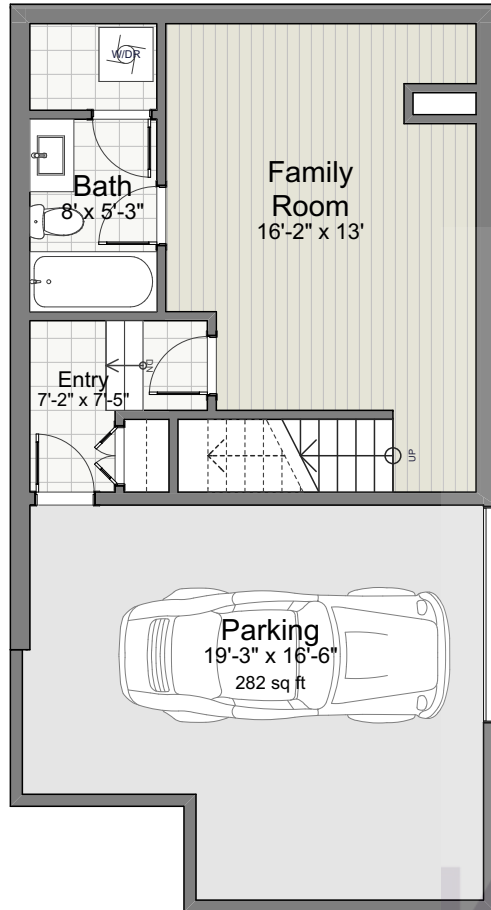 W/DR
Family
Room
16'-2" x 13'
Bath
8' x 5'-3"
Entry
7'-2" x 7'-5"
DN
UP
Parking
19'-3" x 16'-6"
282 sq ft